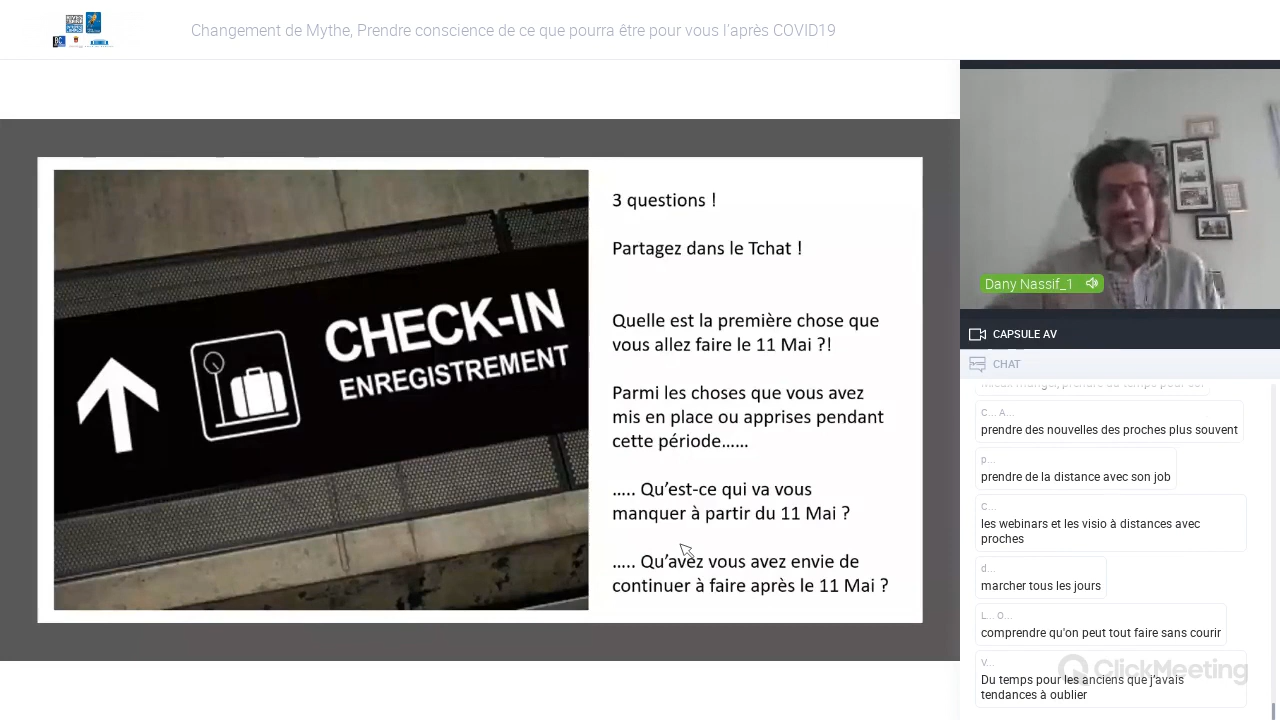 Changement de Mythe, Prendre conscience de ce que pourra être pour vous l'après COVID19
3 questions !
Partagez dans le Tchat !
Quelle est la première chose que
vous allez faire le 11 Mai ?!
Parmi les choses que vous avez
mis en place ou apprises pendant
cette période......
..... Qu'est-ce qui va vous
manquer à partir du 11 Mai ?
..... Qu'avez vous avez envie de
continuer à faire après le 11 Mai ?
CHECK-IN
ENREGISTREMENT
Dany Nassif_1
CAPSULE AV
CHAT
C... A...
prendre des nouvelles des proches plus souvent
p...
prendre de la distance avec son job
C...
les webinars et les visio à distances avec
proches
d...
marcher tous les jours
L... O...
comprendre qu'on peut tout faire sans courir
V...
Du temps pour les anciens que j'avais
tendances à oublier
ClickMeeting